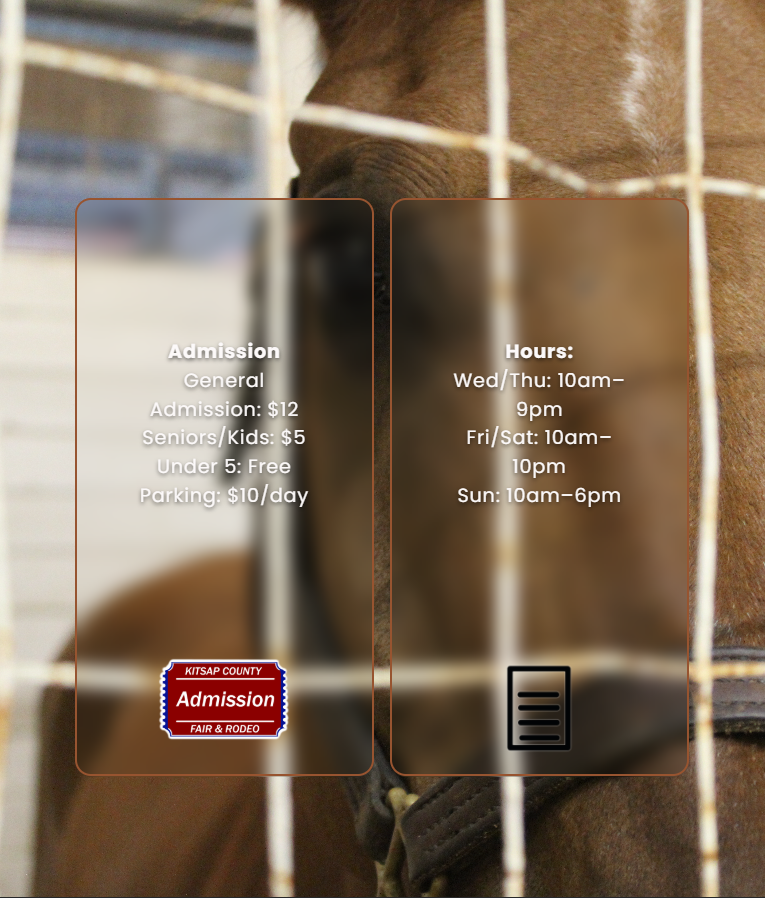 Admission
General
Admission: $12
Seniors/Kids: $5
Under 5: Free
Parking: $10/day
KITSAP COUNTY
Admission
FAIR & RODEO
Hours:
Wed/Thu: 10am–
9pm
Fri/Sat: 10am–
10pm
Sun: 10am–6pm